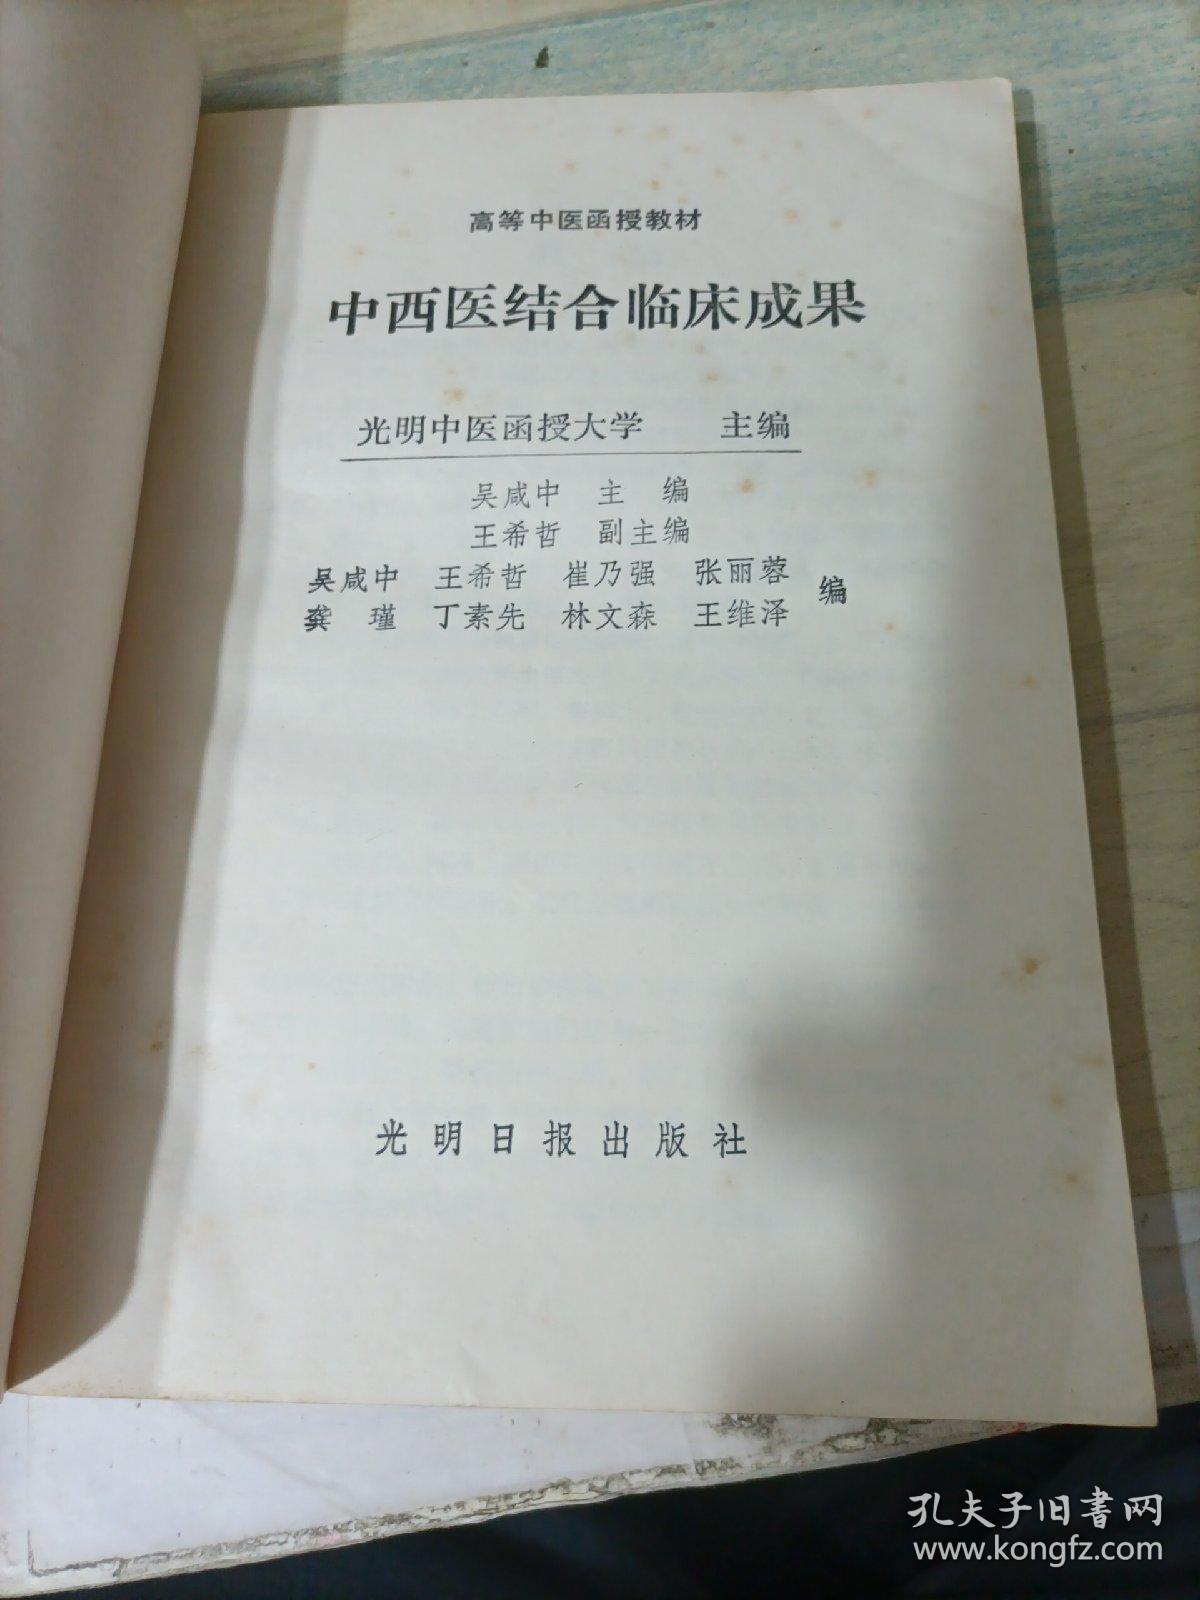 高等中医函授教材
中西医结合临床成果
光明中医函授大学 主编
吴咸中 主 编
王希哲 副主编
吴咸中 王希哲 崔乃强 张丽蓉
龚 瑾 丁素先 林文森 王维泽
编
光明日报出版社
孔夫子旧书网
www.kongfz.com